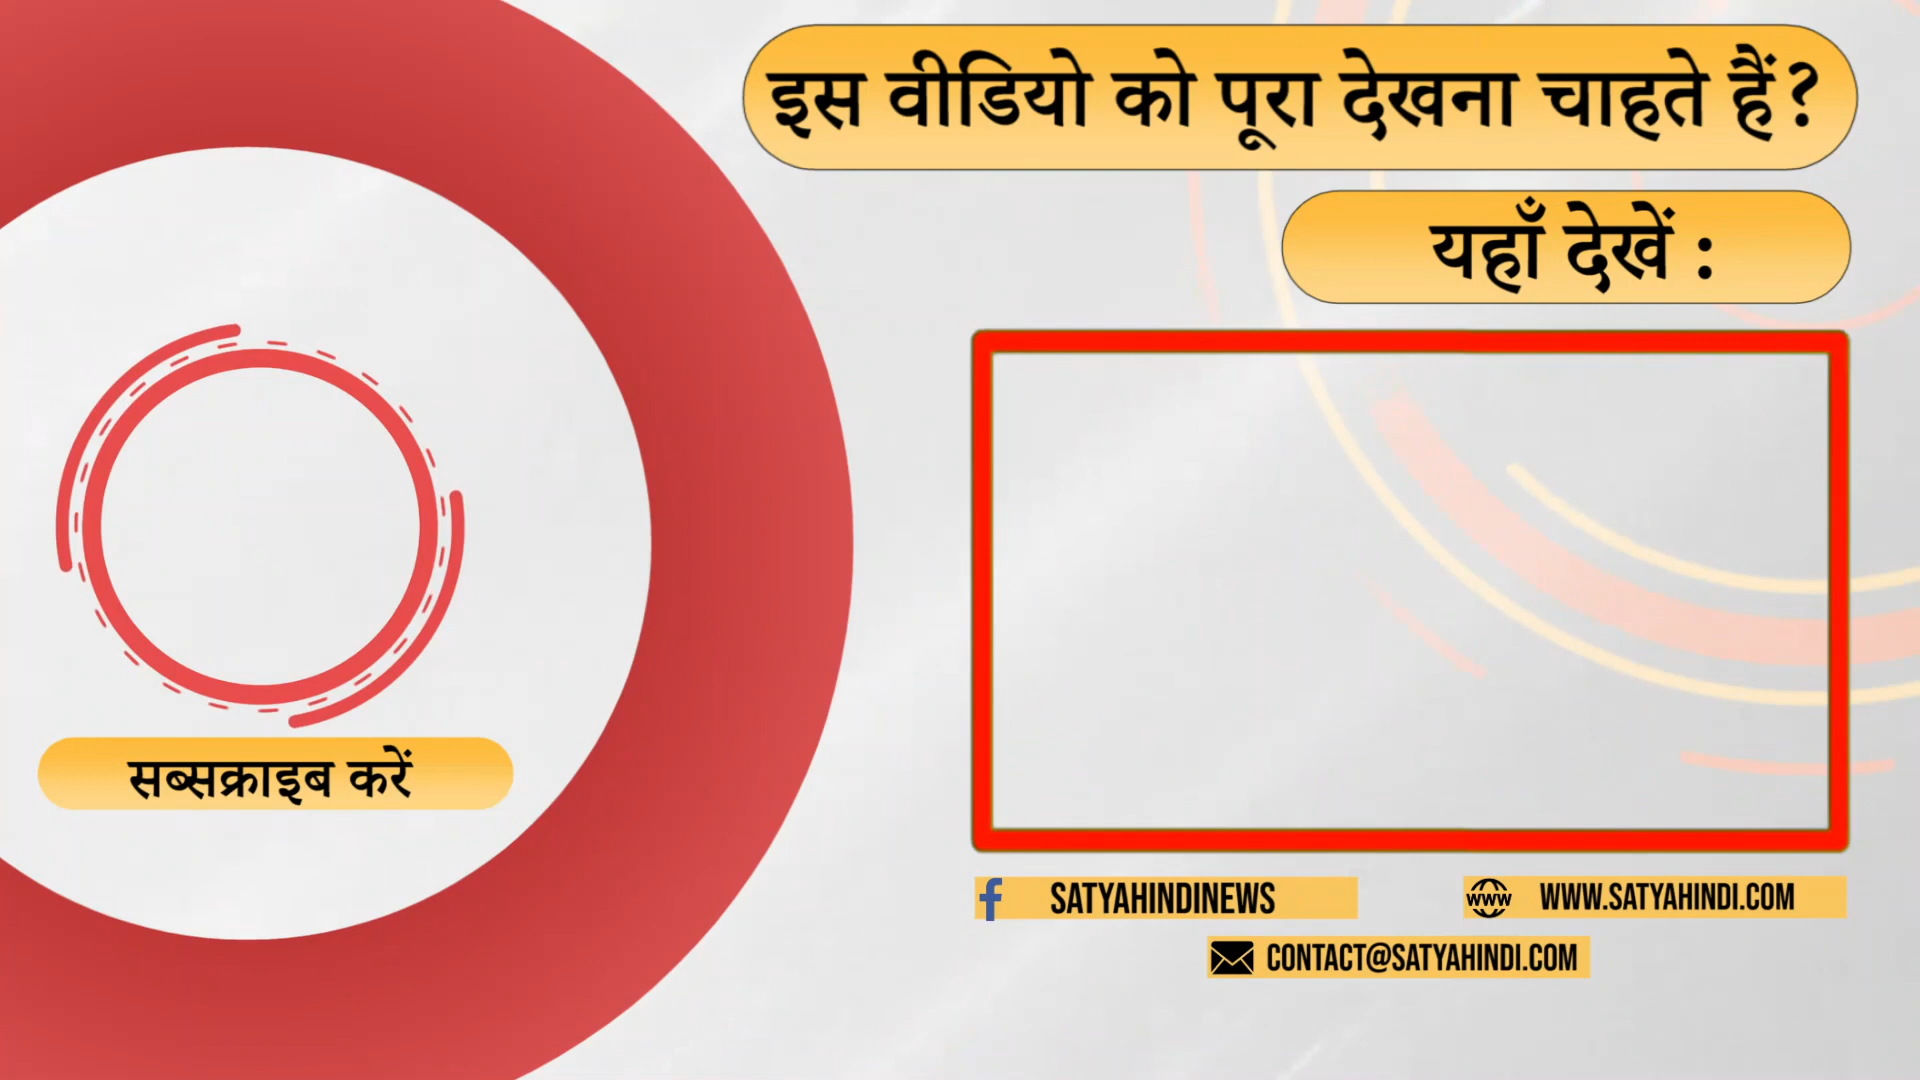 इस वीडियो को पूरा देखना चाहते हैं?
यहाँ देखें :
सब्सक्राइब करें
SATYAHINDINEWS
WWW.SATYAHINDI.COM
CONTACT@SATYAHINDI.COM